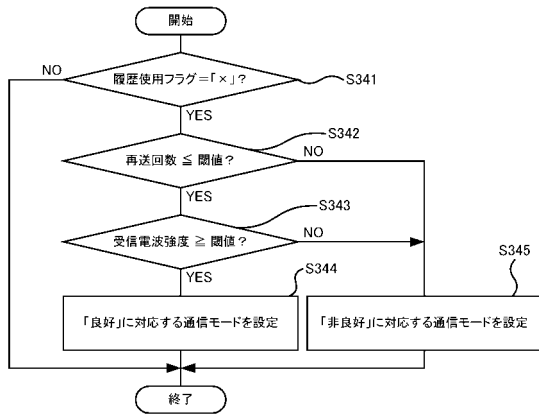 開始
NO
履歴使用フラグ=「×」?
S341
YES
S342
再送回数 ≦ 閾値?
NO
YES
S343
受信電波強度 ≧ 閾値?
NO
YES
S344
S345
「良好」に対応する通信モードを設定
「非良好」に対応する通信モードを設定
終了